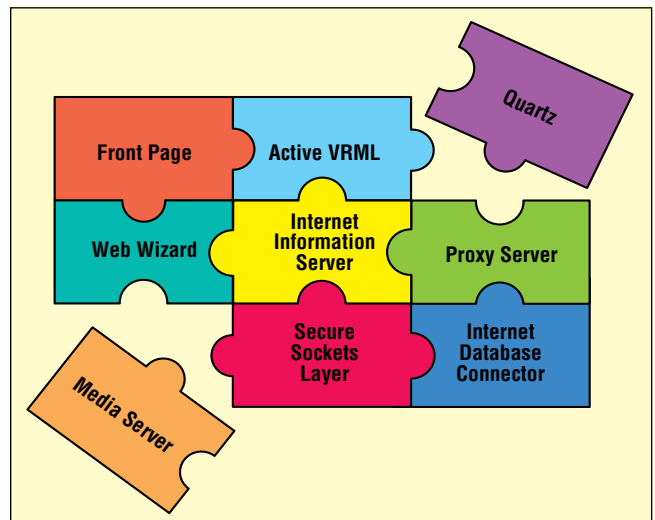 Quartz
Front Page
Active VRML
Web Wizard
Internet
Information
Server
Proxy Server
Secure
Sockets
Layer
Internet
Database
Connector
Media Server